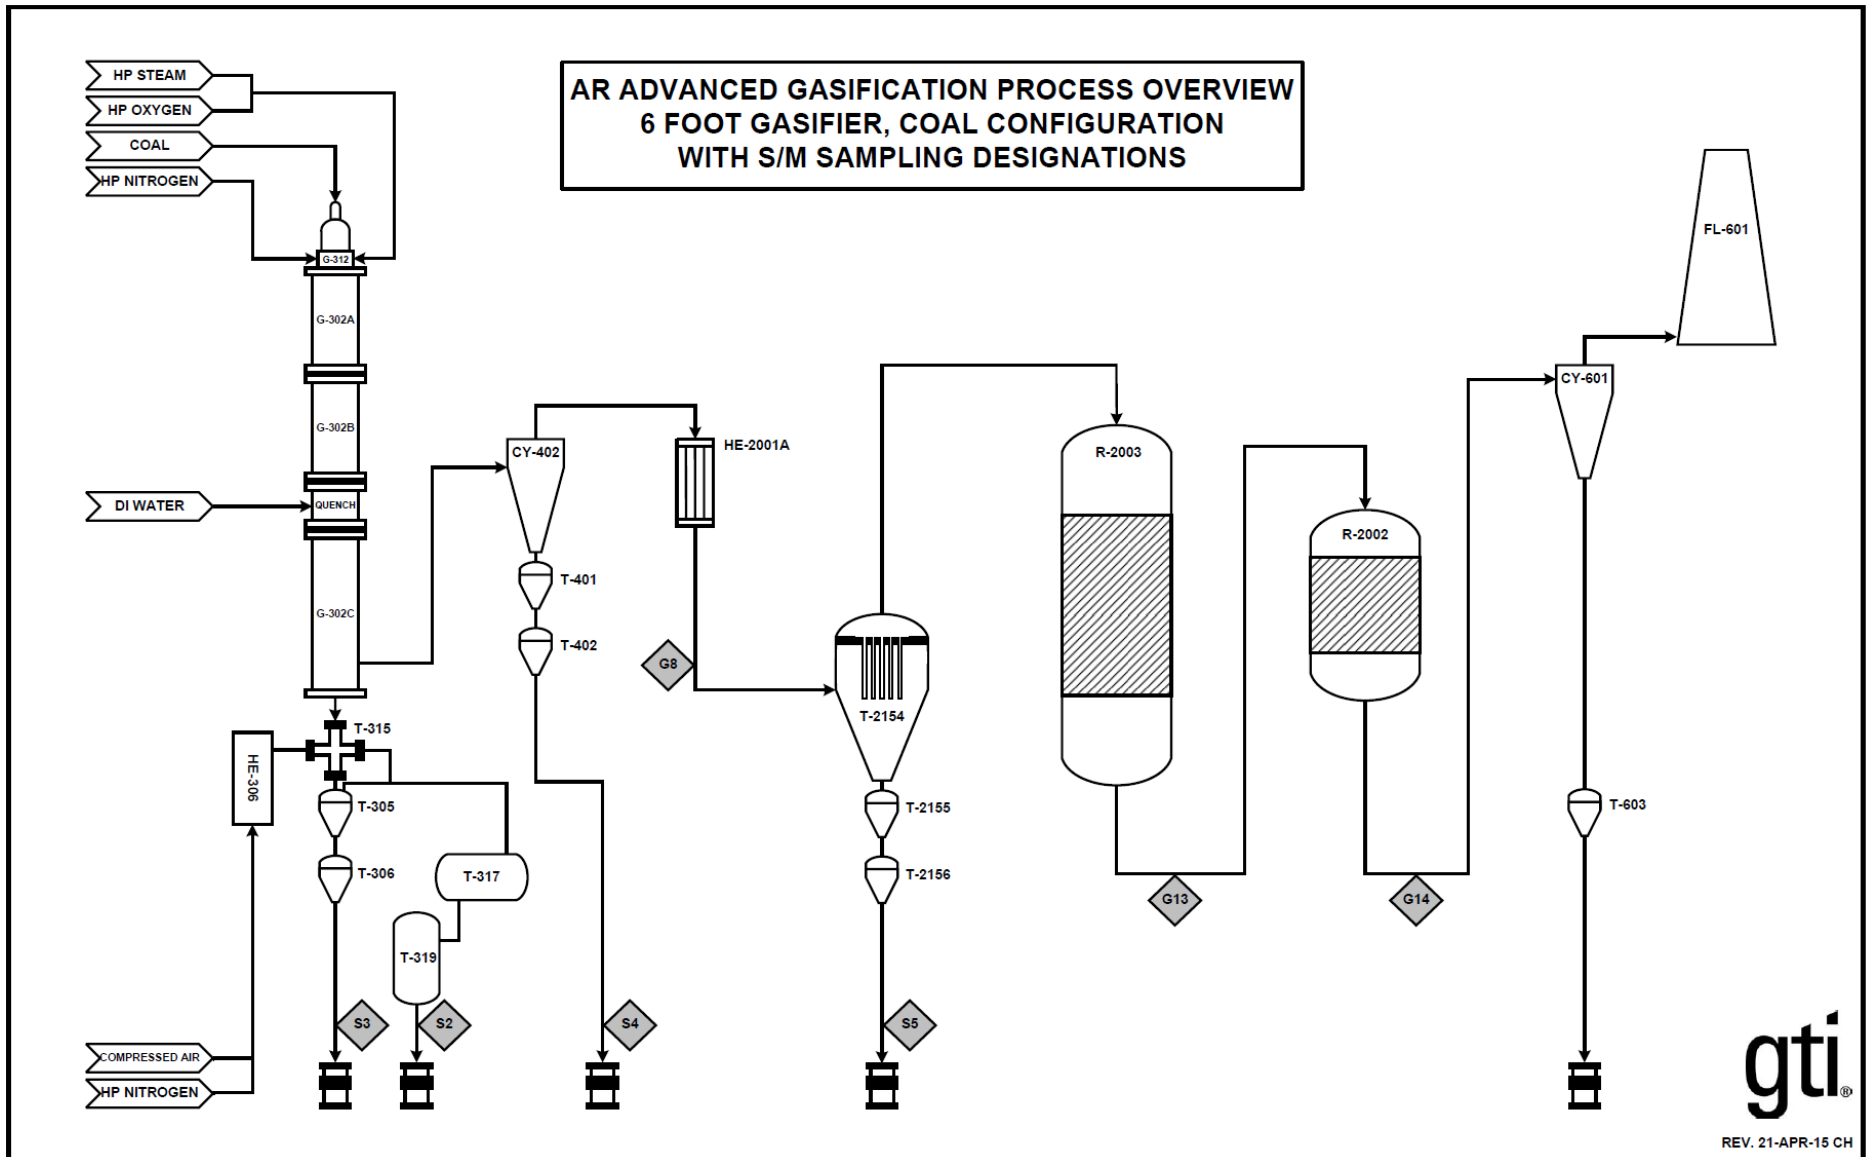 HP STEAM
HP OXYGEN
COAL
HP NITROGEN
AR ADVANCED GASIFICATION PROCESS OVERVIEW
6 FOOT GASIFIER, COAL CONFIGURATION
WITH S/M SAMPLING DESIGNATIONS
FL-601
G-312
G-302A
G-302B
CY-601
CY-402
HE-2001A
R-2003
DI WATER
QUENCH
R-2002
T-401
G-302C
T-402
G8
T-2154
T-315
HE-306
T-305
T-2155
T-603
T-306
T-317
T-2156
G13
G14
T-319
S3
S2
S4
S5
COMPRESSED AIR
HP NITROGEN
gti®
REV. 21-APR-15 CH